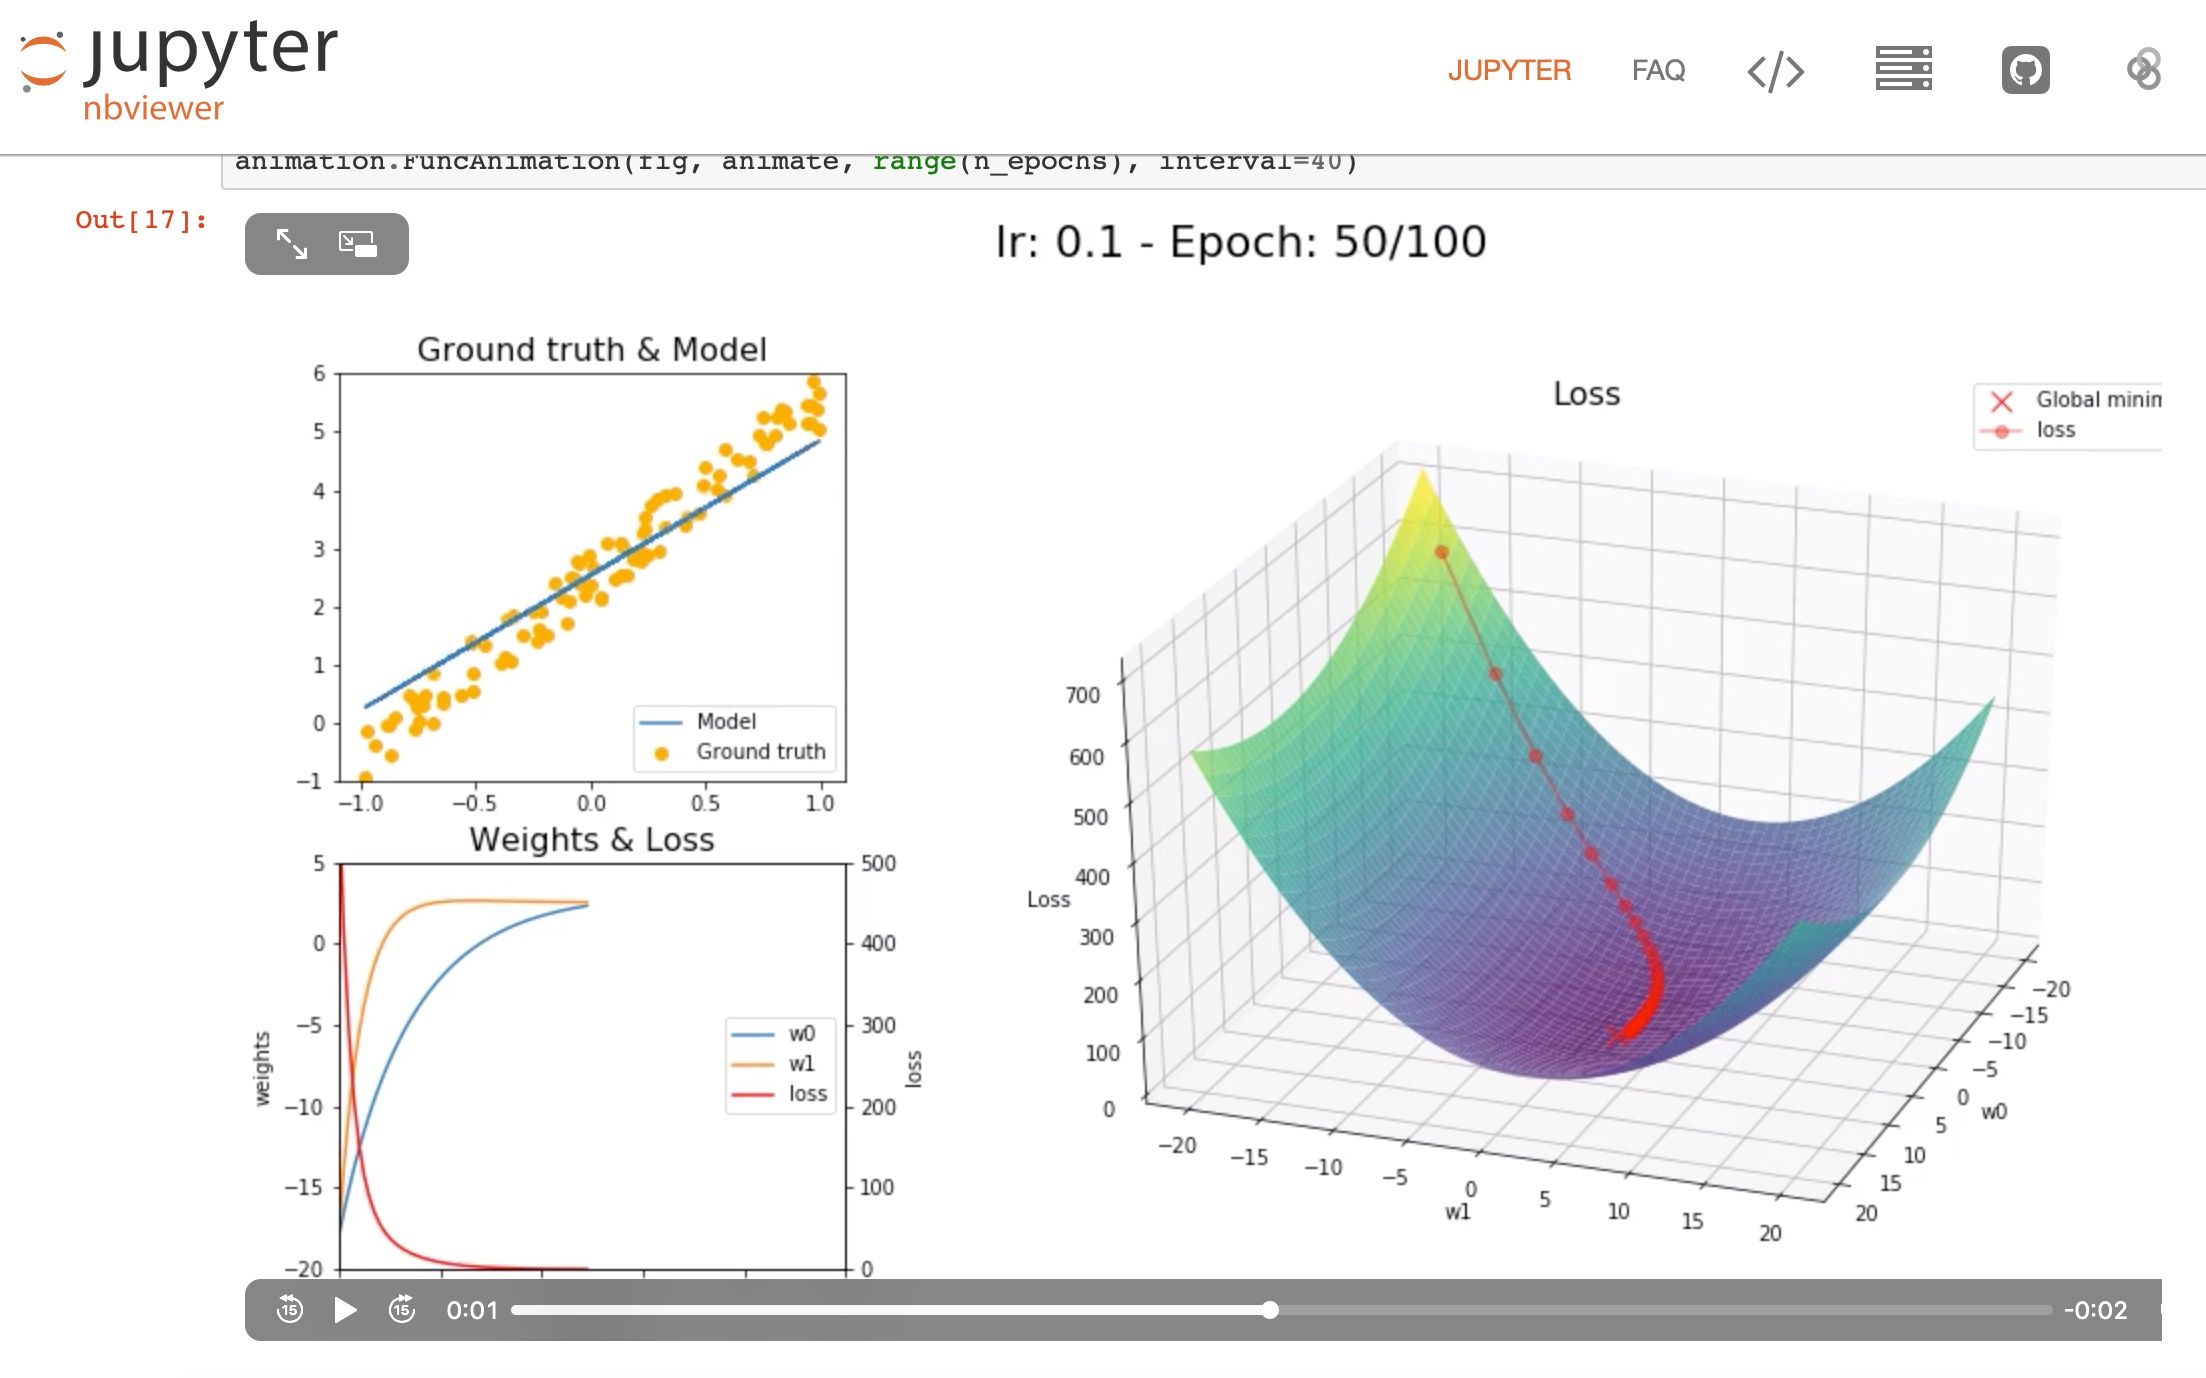 jupyter
nbviewer
JUPYTER FAQ </>
animation.FuncAnimation(fig, animate, range(n_epochs), interval=40)
Out[17]:
lr: 0.1 - Epoch: 50/100
Ground truth & Model
6
5
4
3
2
1
0
−1
−1.0 −0.5 0.0 0.5 1.0
Model
Ground truth
Weights & Loss
5
0
−5
−10
−15
−20
weights
500
400
300
200
100
0
loss
w0
w1
loss
Loss
Global minim
loss
700
600
500
400
300
200
100
0
Loss
−20 −15 −10 −5 0 5 10 15 20
w1
−20
−15
−10
−5
0
5
10
15
20
w0
15 15 0:01 -0:02